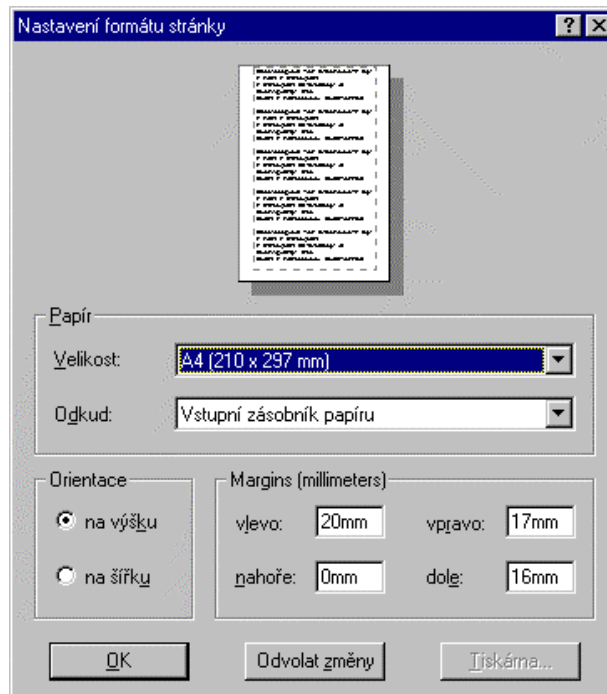 Nastavení formátu stránky
Papír
Velikost: A4 (210 x 297 mm)
Odkud: Vstupní zásobník papíru
Orientace
na výšku
na šířku
Margins (millimeters)
vlevo: 20mm vpravo: 17mm
nahoře: 0mm dole: 16mm
OK Odvolat změny Tiskárna...